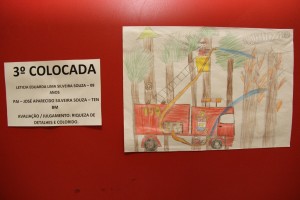 3º COLOCADA
LETICIA EDUARDA LIMA SILVEIRA SOUZA – 09
ANOS
PAI – JOSÉ APARECIDO SILVEIRA SOUZA – TEN
BM
AVALIAÇÃO / JULGAMENTO: RIQUEZA DE
DETALHES E COLORIDO.